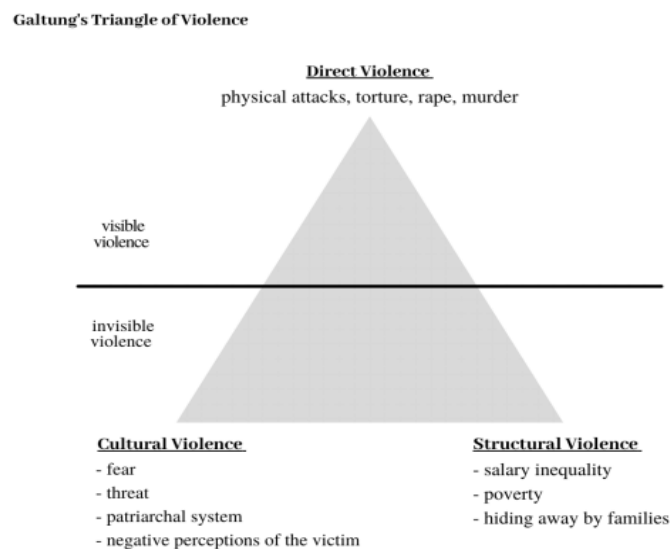 Galtung's Triangle of Violence
Direct Violence
physical attacks, torture, rape, murder
visible
violence
invisible
violence
Cultural Violence
- fear
- threat
- patriarchal system
- negative perceptions of the victim
Structural Violence
- salary inequality
- poverty
- hiding away by families